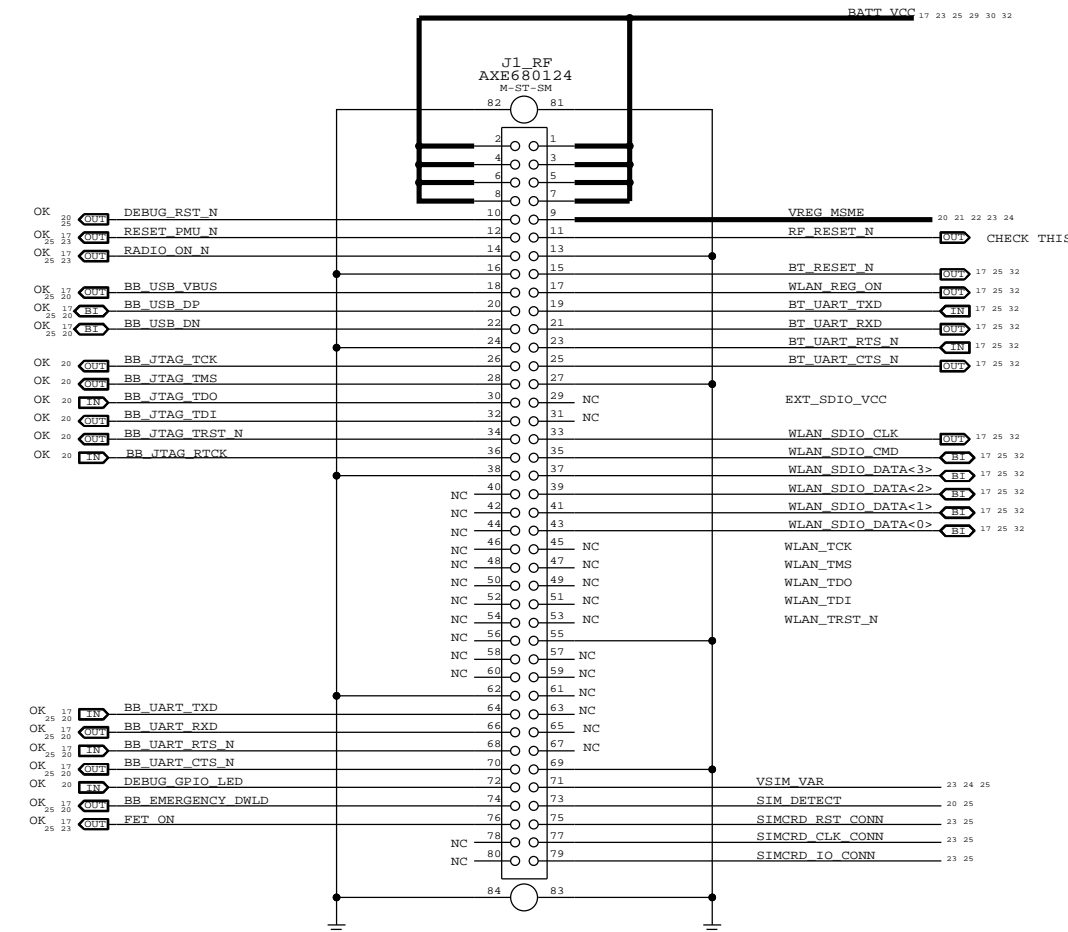 BATT_VCC 17 23 25 29 30 32
J1_RF
AXE680124
M-ST-SM
82 81
2 1
4 3
6 5
8 7
OK 20 25 OUT DEBUG_RST_N 10 9 VREG_MSME 20 21 22 23 24
OK 17 25 23 OUT RESET_PMU_N 12 11 RF_RESET_N OUT CHECK THIS
OK 17 25 23 OUT RADIO_ON_N 14 13
16 15 BT_RESET_N OUT 17 25 32
OK 17 25 20 OUT BB_USB_VBUS 18 17 WLAN_REG_ON OUT 17 25 32
OK 17 25 20 BI BB_USB_DP 20 19 BT_UART_TXD IN 17 25 32
OK 17 25 20 BI BB_USB_DN 22 21 BT_UART_RXD OUT 17 25 32
24 23 BT_UART_RTS_N IN 17 25 32
OK 20 OUT BB_JTAG_TCK 26 25 BT_UART_CTS_N OUT 17 25 32
OK 20 OUT BB_JTAG_TMS 28 27
OK 20 IN BB_JTAG_TDO 30 29 NC EXT_SDIO_VCC
OK 20 OUT BB_JTAG_TDI 32 31 NC
OK 20 OUT BB_JTAG_TRST_N 34 33 WLAN_SDIO_CLK OUT 17 25 32
OK 20 IN BB_JTAG_RTCK 36 35 WLAN_SDIO_CMD BI 17 25 32
38 37 WLAN_SDIO_DATA<3> BI 17 25 32
NC 40 39 WLAN_SDIO_DATA<2> BI 17 25 32
NC 42 41 WLAN_SDIO_DATA<1> BI 17 25 32
NC 44 43 WLAN_SDIO_DATA<0> BI 17 25 32
NC 46 45 NC WLAN_TCK
NC 48 47 NC WLAN_TMS
NC 50 49 NC WLAN_TDO
NC 52 51 NC WLAN_TDI
NC 54 53 NC WLAN_TRST_N
NC 56 55
NC 58 57 NC
NC 60 59 NC
62 61 NC
OK 17 25 20 IN BB_UART_TXD 64 63 NC
OK 17 25 20 OUT BB_UART_RXD 66 65 NC
OK 17 25 20 IN BB_UART_RTS_N 68 67 NC
OK 17 25 20 OUT BB_UART_CTS_N 70 69
OK 20 IN DEBUG_GPIO_LED 72 71 VSIM_VAR 23 24 25
OK 17 25 20 OUT BB_EMERGENCY_DWLD 74 73 SIM_DETECT 20 25
OK 17 25 23 OUT FET_ON 76 75 SIMCRD_RST_CONN 23 25
NC 78 77 SIMCRD_CLK_CONN 23 25
NC 80 79 SIMCRD_IO_CONN 23 25
84 83